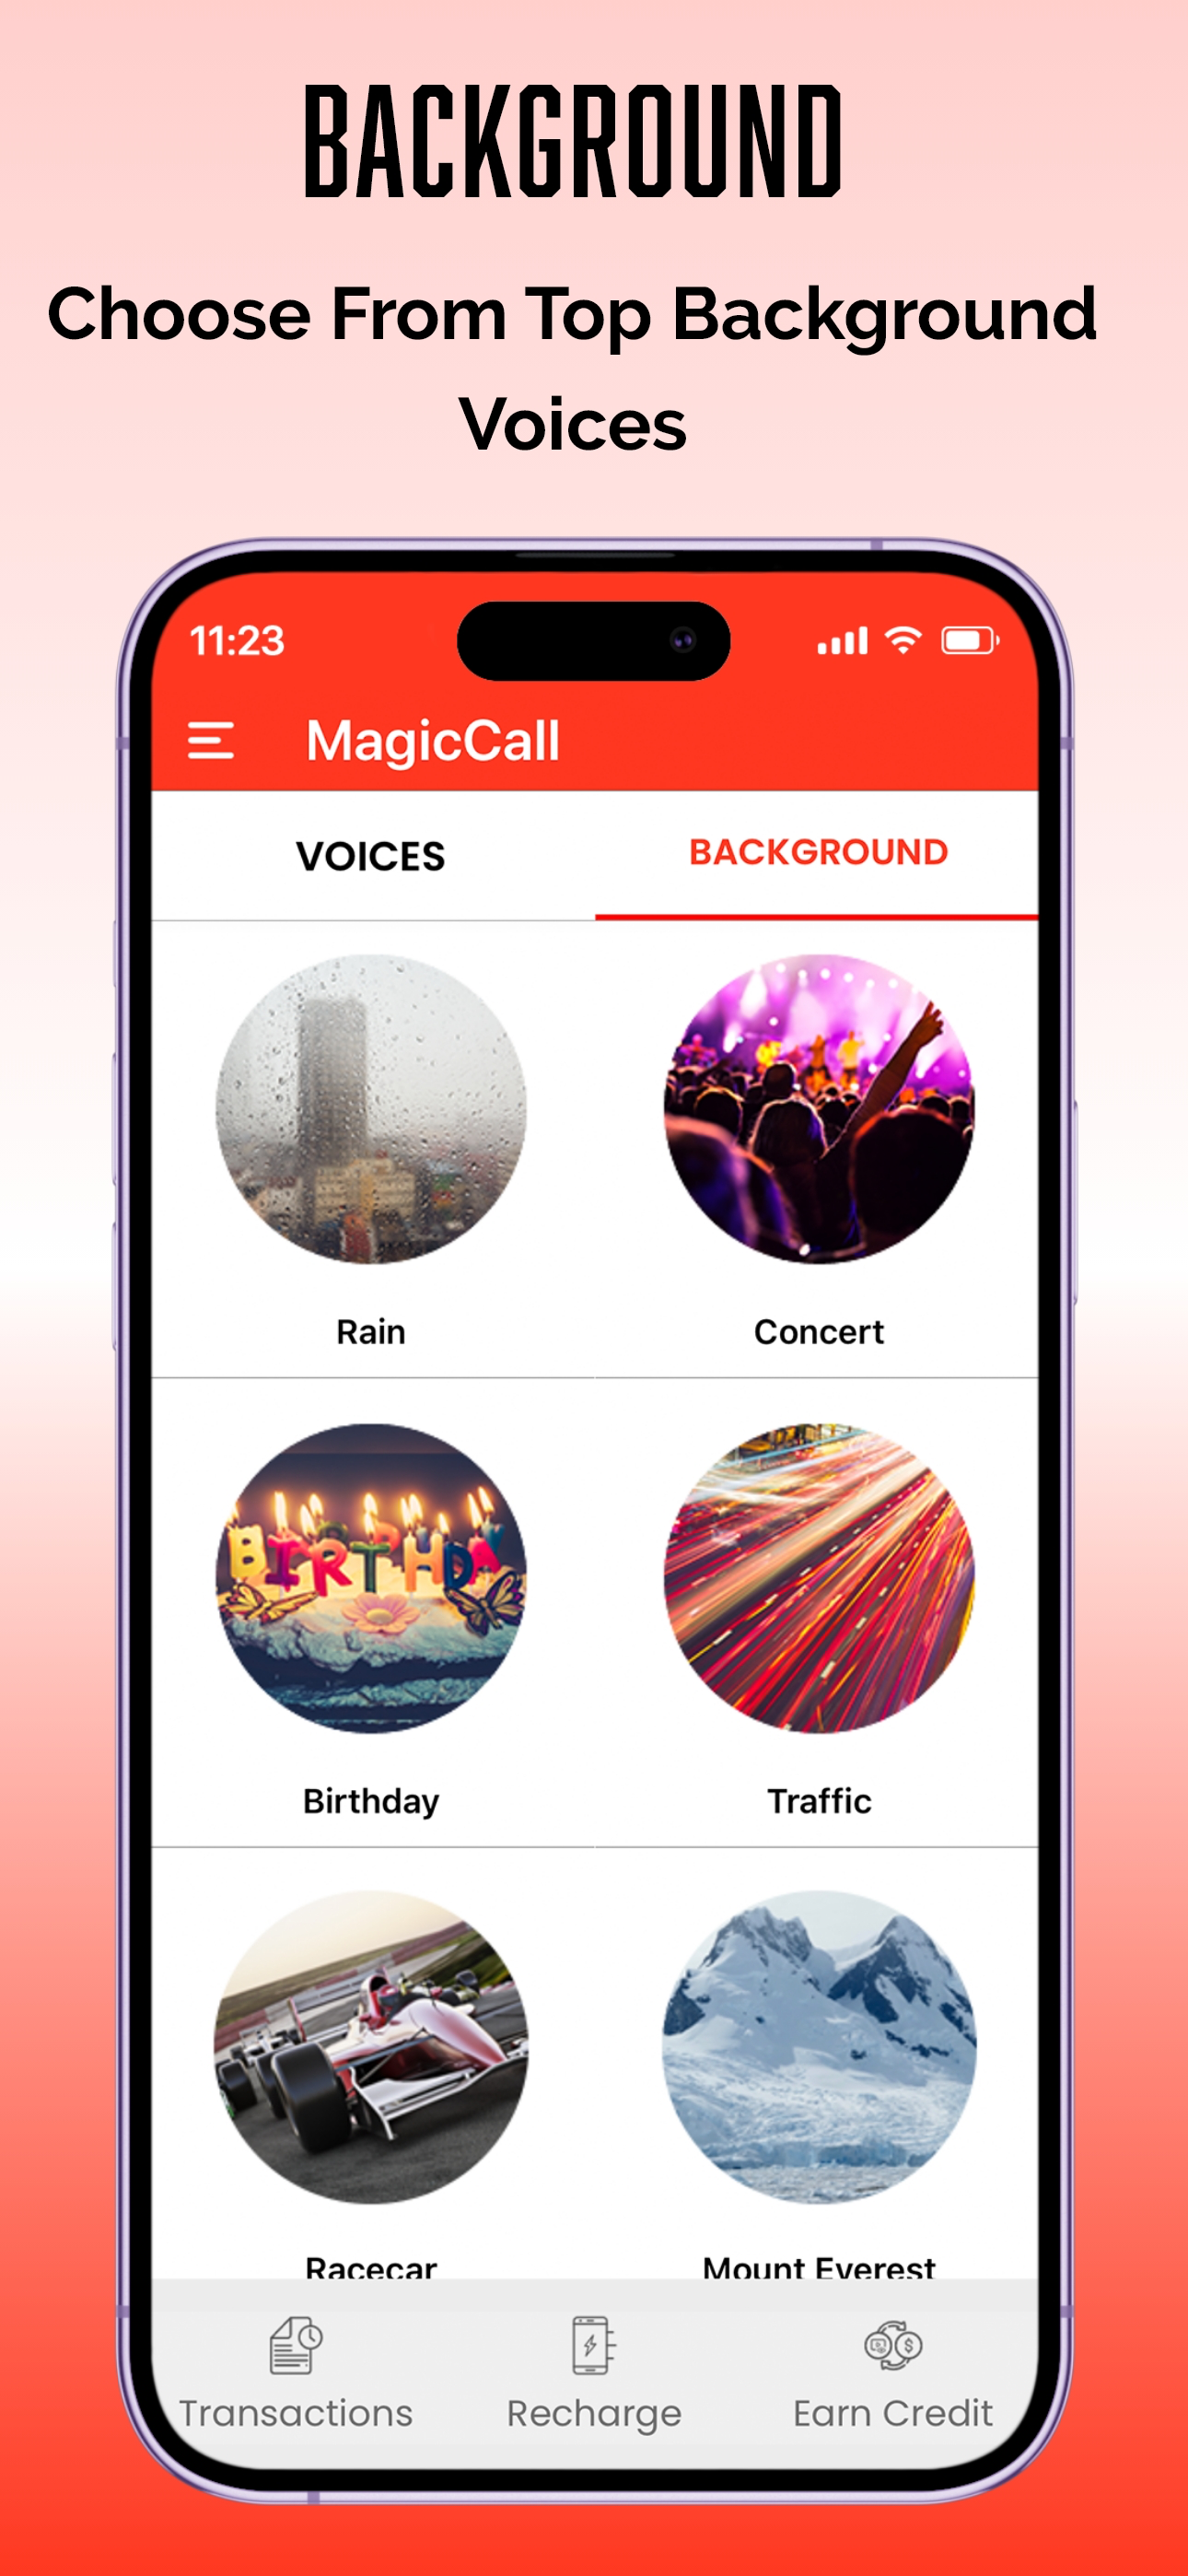 BACKGROUND
Choose From Top Background
Voices
11:23
MagicCall
VOICES
BACKGROUND
Rain
Concert
BIRTHDAY
Birthday
Traffic
Racecar
Mount Everest
Transactions
Recharge
Earn Credit